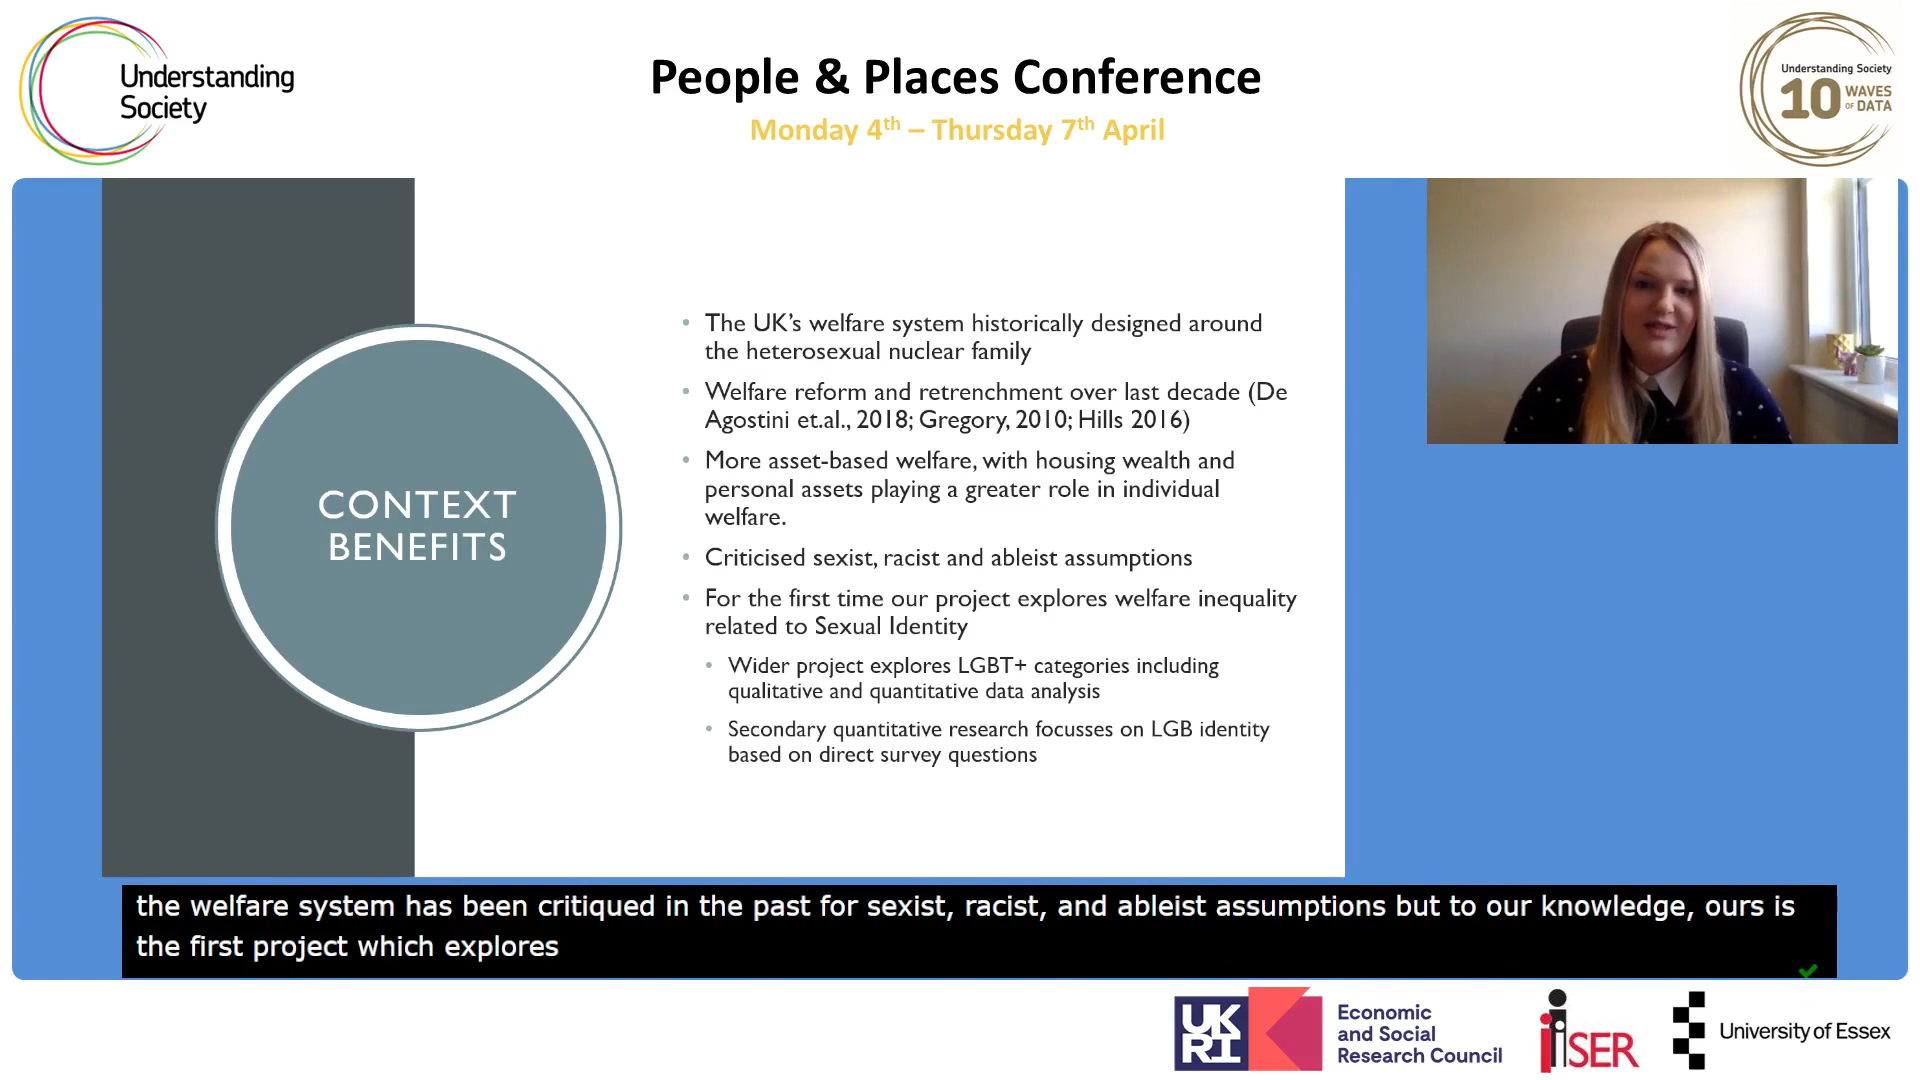 Understanding
Society
People & Places Conference
Monday 4th – Thursday 7th April
Understanding Society
10 WAVES
OF DATA
CONTEXT
BENEFITS
• The UK’s welfare system historically designed around
the heterosexual nuclear family
• Welfare reform and retrenchment over last decade (De
Agostini et.al., 2018; Gregory, 2010; Hills 2016)
• More asset-based welfare, with housing wealth and
personal assets playing a greater role in individual
welfare.
• Criticised sexist, racist and ableist assumptions
• For the first time our project explores welfare inequality
related to Sexual Identity
• Wider project explores LGBT+ categories including
qualitative and quantitative data analysis
• Secondary quantitative research focusses on LGB identity
based on direct survey questions
the welfare system has been critiqued in the past for sexist, racist, and ableist assumptions but to our knowledge, ours is
the first project which explores
UK
RI
Economic
and Social
Research Council
iSER
University of Essex